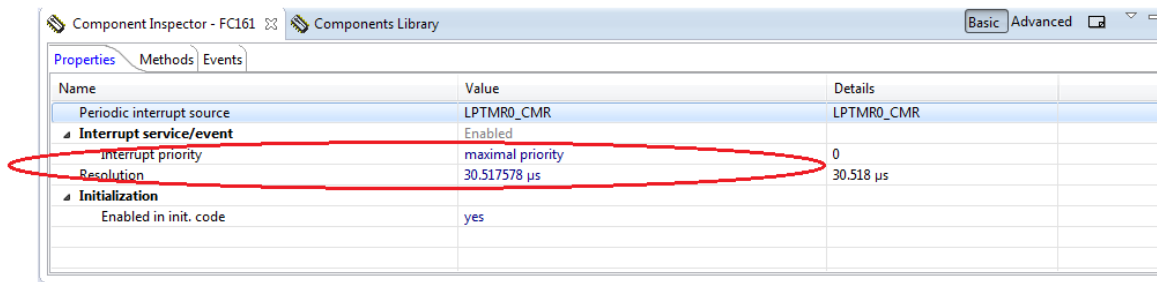 Component Inspector - FC161 Components Library Basic Advanced
Properties Methods Events
Name Value Details
Periodic interrupt source LPTMR0_CMR LPTMR0_CMR
Interrupt service/event Enabled
Interrupt priority maximal priority 0
Resolution 30.517578 µs 30.518 µs
Initialization
Enabled in init. code yes